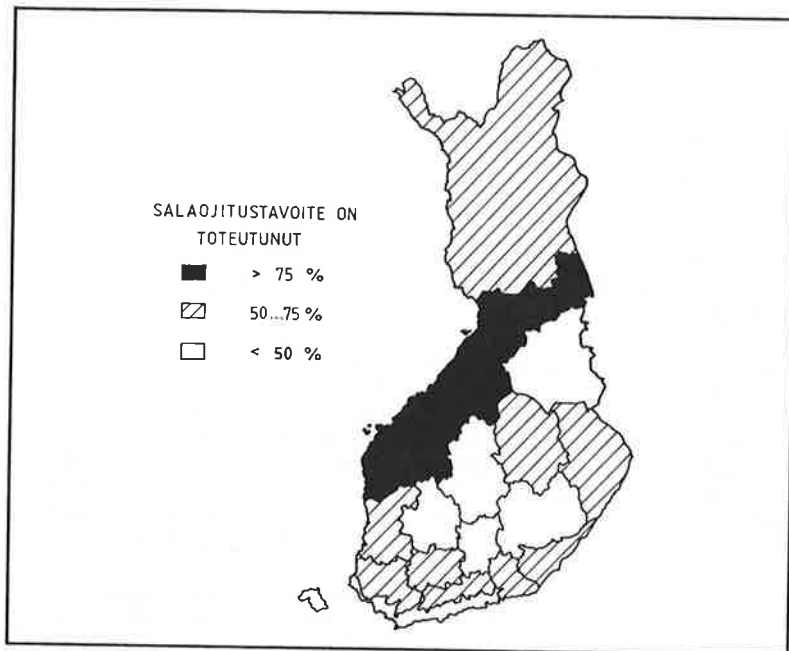 SALAOJITUSTAVOITE ON
TOTEUTUNUT
> 75 %
50...75 %
< 50 %